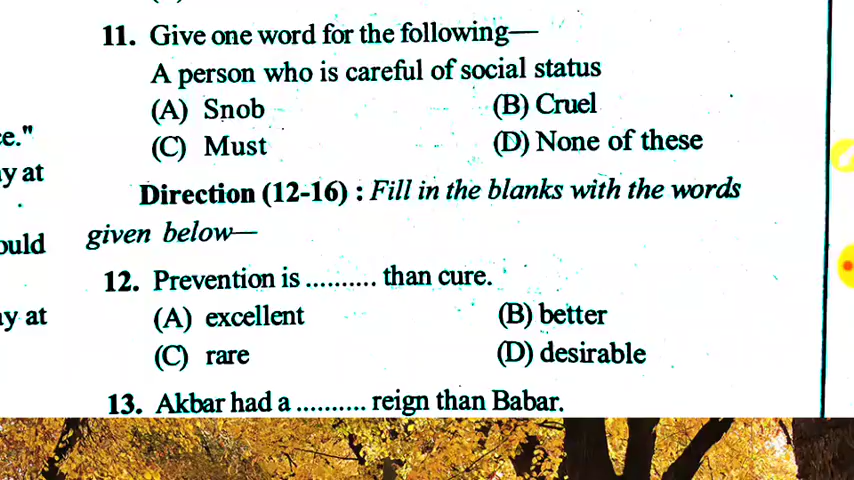 11. Give one word for the following—
A person who is careful of social status
(A) Snob (B) Cruel
(C) Must (D) None of these
Direction (12-16) : Fill in the blanks with the words
given below—
12. Prevention is .......... than cure.
(A) excellent (B) better
(C) rare (D) desirable
13. Akbar had a .......... reign than Babar.
e."
y at
ould
ay at